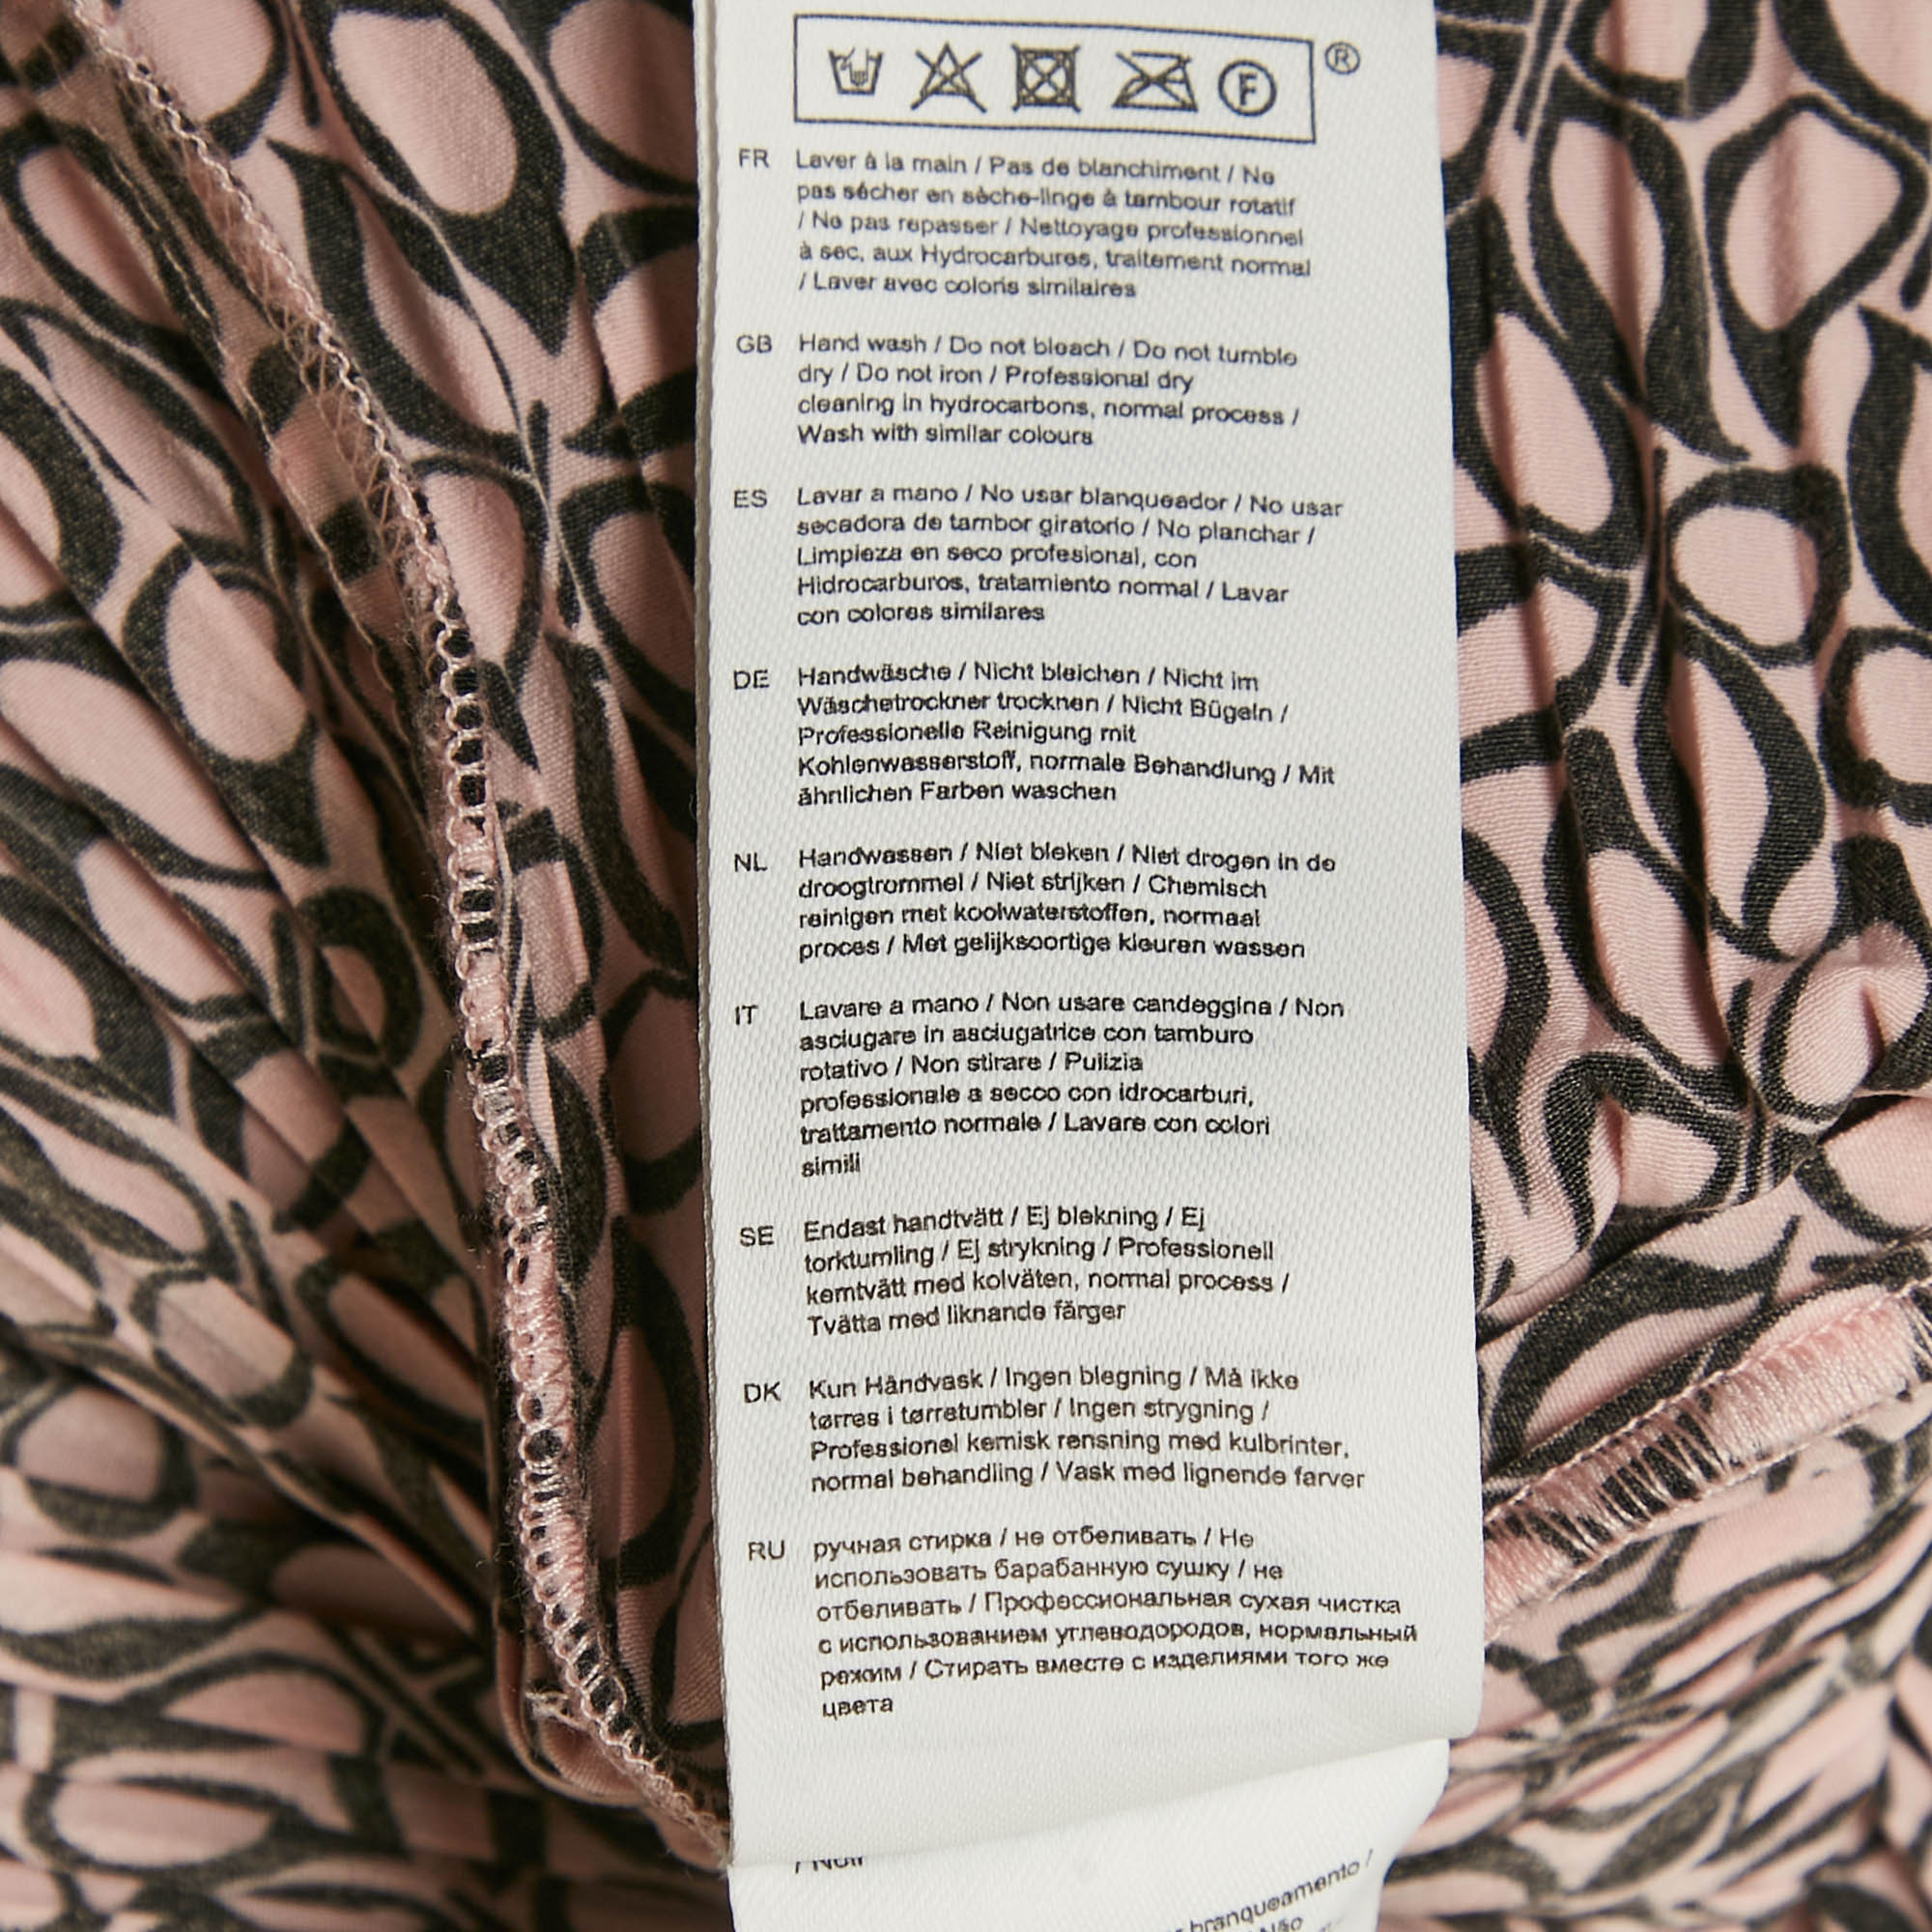 F ®
FR Laver à la main / Pas de blanchiment / Ne
pas sécher en sèche-linge à tambour rotatif
/ Ne pas repasser / Nettoyage professionnel
à sec, aux Hydrocarbures, traitement normal
/ Laver avec coloris similaires
GB Hand wash / Do not bleach / Do not tumble
dry / Do not iron / Professional dry
cleaning in hydrocarbons, normal process /
Wash with similar colours
ES Lavar a mano / No usar blanqueador / No usar
secadora de tambor giratorio / No planchar /
Limpieza en seco profesional, con
Hidrocarburos, tratamiento normal / Lavar
con colores similares
DE Handwäsche / Nicht bleichen / Nicht im
Wäschetrockner trocknen / Nicht Bügeln /
Professionelle Reinigung mit
Kohlenwasserstoff, normale Behandlung / Mit
ähnlichen Farben waschen
NL Handwassen / Niet bleken / Niet drogen in de
droogtrommel / Niet strijken / Chemisch
reinigen met koolwaterstoffen, normaal
proces / Met gelijksoortige kleuren wassen
IT Lavare a mano / Non usare candeggina / Non
asciugare in asciugatrice con tamburo
rotativo / Non stirare / Pulizia
professionale a secco con idrocarburi,
trattamento normale / Lavare con colori
simili
SE Endast handtvätt / Ej blekning / Ej
torktumling / Ej strykning / Professionell
kemtvätt med kolväten, normal process /
Tvätta med liknande färger
DK Kun Håndvask / Ingen blegning / Må ikke
tørres i tørretumbler / Ingen strygning /
Professionel kemisk rensning med kulbrinter,
normal behandling / Vask med lignende farver
RU ручная стирка / не отбеливать / Не
использовать барабанную сушку / не
отбеливать / Профессиональная сухая чистка
с использованием углеводородов, нормальный
режим / Стирать вместе с изделиями того же
цвета
branqueamento /
Não